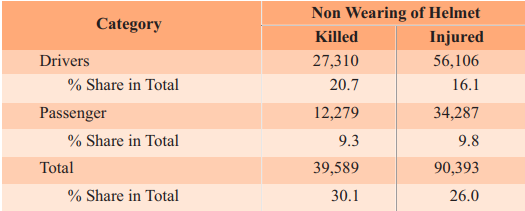 Category Non Wearing of Helmet
Killed Injured
Drivers 27,310 56,106
% Share in Total 20.7 16.1
Passenger 12,279 34,287
% Share in Total 9.3 9.8
Total 39,589 90,393
% Share in Total 30.1 26.0